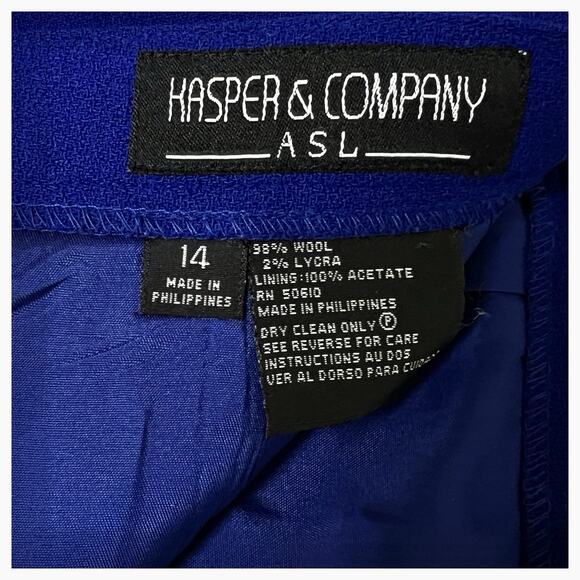 KASPER & COMPANY
A S L
14
MADE IN
PHILIPPINES
98% WOOL
2% LYCRA
LINING:100% ACETATE
RN 50610
MADE IN PHILIPPINES
DRY CLEAN ONLY Ⓟ
SEE REVERSE FOR CARE
INSTRUCTIONS AU DOS
VER AL DORSO PARA